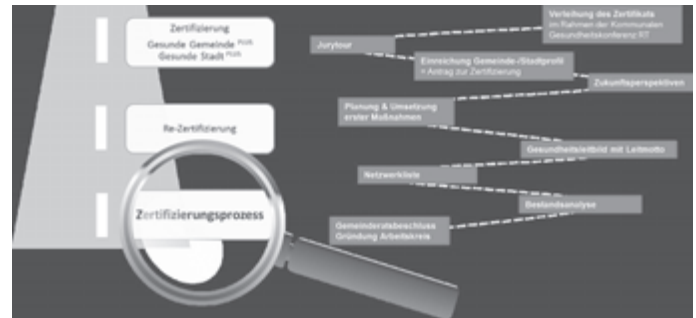 Zertifizierung
Gesunde Gemeinde PLUS
Gesunde Stadt PLUS
Re-Zertifizierung
Zertifizierungsprozess
Verleihung des Zertifikats
im Rahmen der Kommunalen
Gesundheitskonferenz RT
Jurytour
Einreichung Gemeinde-/Stadtprofil
= Antrag zur Zertifizierung
Zukunftsperspektiven
Planung & Umsetzung
erster Maßnahmen
Gesundheitsleitbild mit Leitmotto
Netzwerkliele
Bestandsanalyse
Gemeinderatsbeschluss
Gründung Arbeitskreis